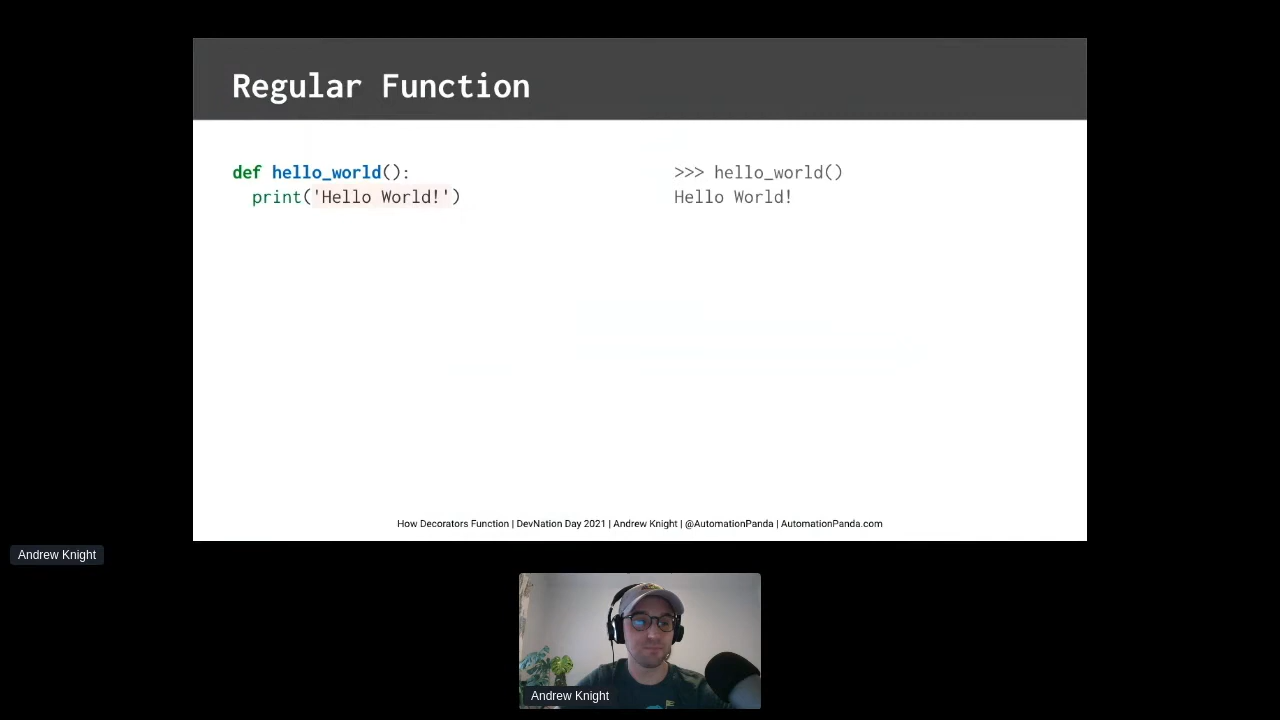 Regular Function
def hello_world():
  print('Hello World!')
>>> hello_world()
Hello World!
How Decorators Function | DevNation Day 2021 | Andrew Knight | @AutomationPanda | AutomationPanda.com
Andrew Knight
Andrew Knight